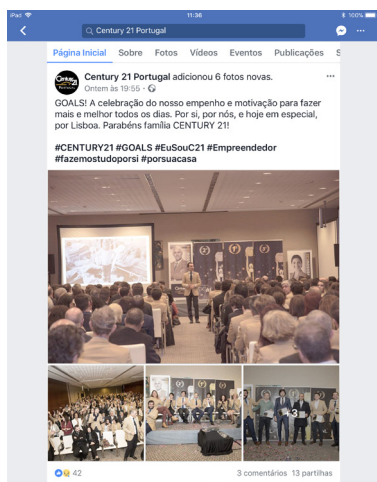 iPad
11:36
100%
Century 21 Portugal
Página Inicial Sobre Fotos Vídeos Eventos Publicações S
Century 21 Portugal adicionou 6 fotos novas.
Ontem às 19:55 ·
GOALS! A celebração do nosso empenho e motivação para fazer
mais e melhor todos os dias. Por si, por nós, e hoje em especial,
por Lisboa. Parabéns família CENTURY 21!
#CENTURY21 #GOALS #EuSouC21 #Empreendedor
#fazemostudoporsi #porsuacasa
+3
42
3 comentários 13 partilhas